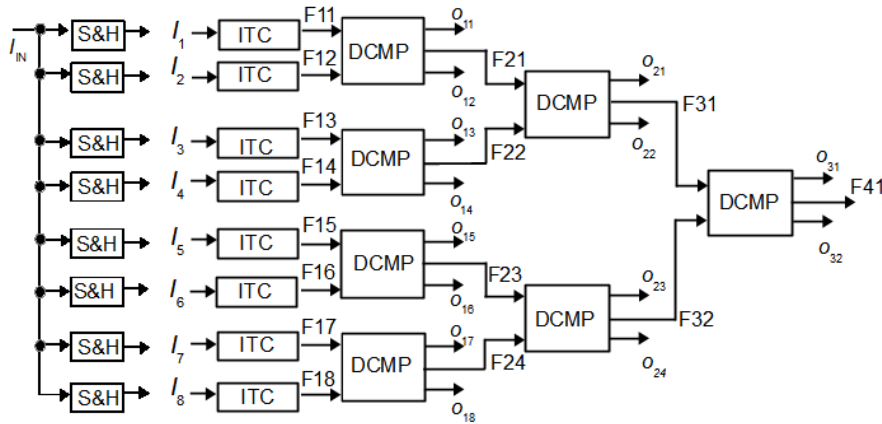 I_IN
S&H I_1 ITC F11 DCMP o_11
S&H I_2 ITC F12 o_12
F21 DCMP o_21
o_22
S&H I_3 ITC F13 DCMP o_13
S&H I_4 ITC F14 o_14
F22
F31
DCMP o_31
F41
o_32
S&H I_5 ITC F15 DCMP o_15
S&H I_6 ITC F16 o_16
F23 DCMP o_23
o_24
F32
S&H I_7 ITC F17 DCMP o_17
S&H I_8 ITC F18 o_18
F24